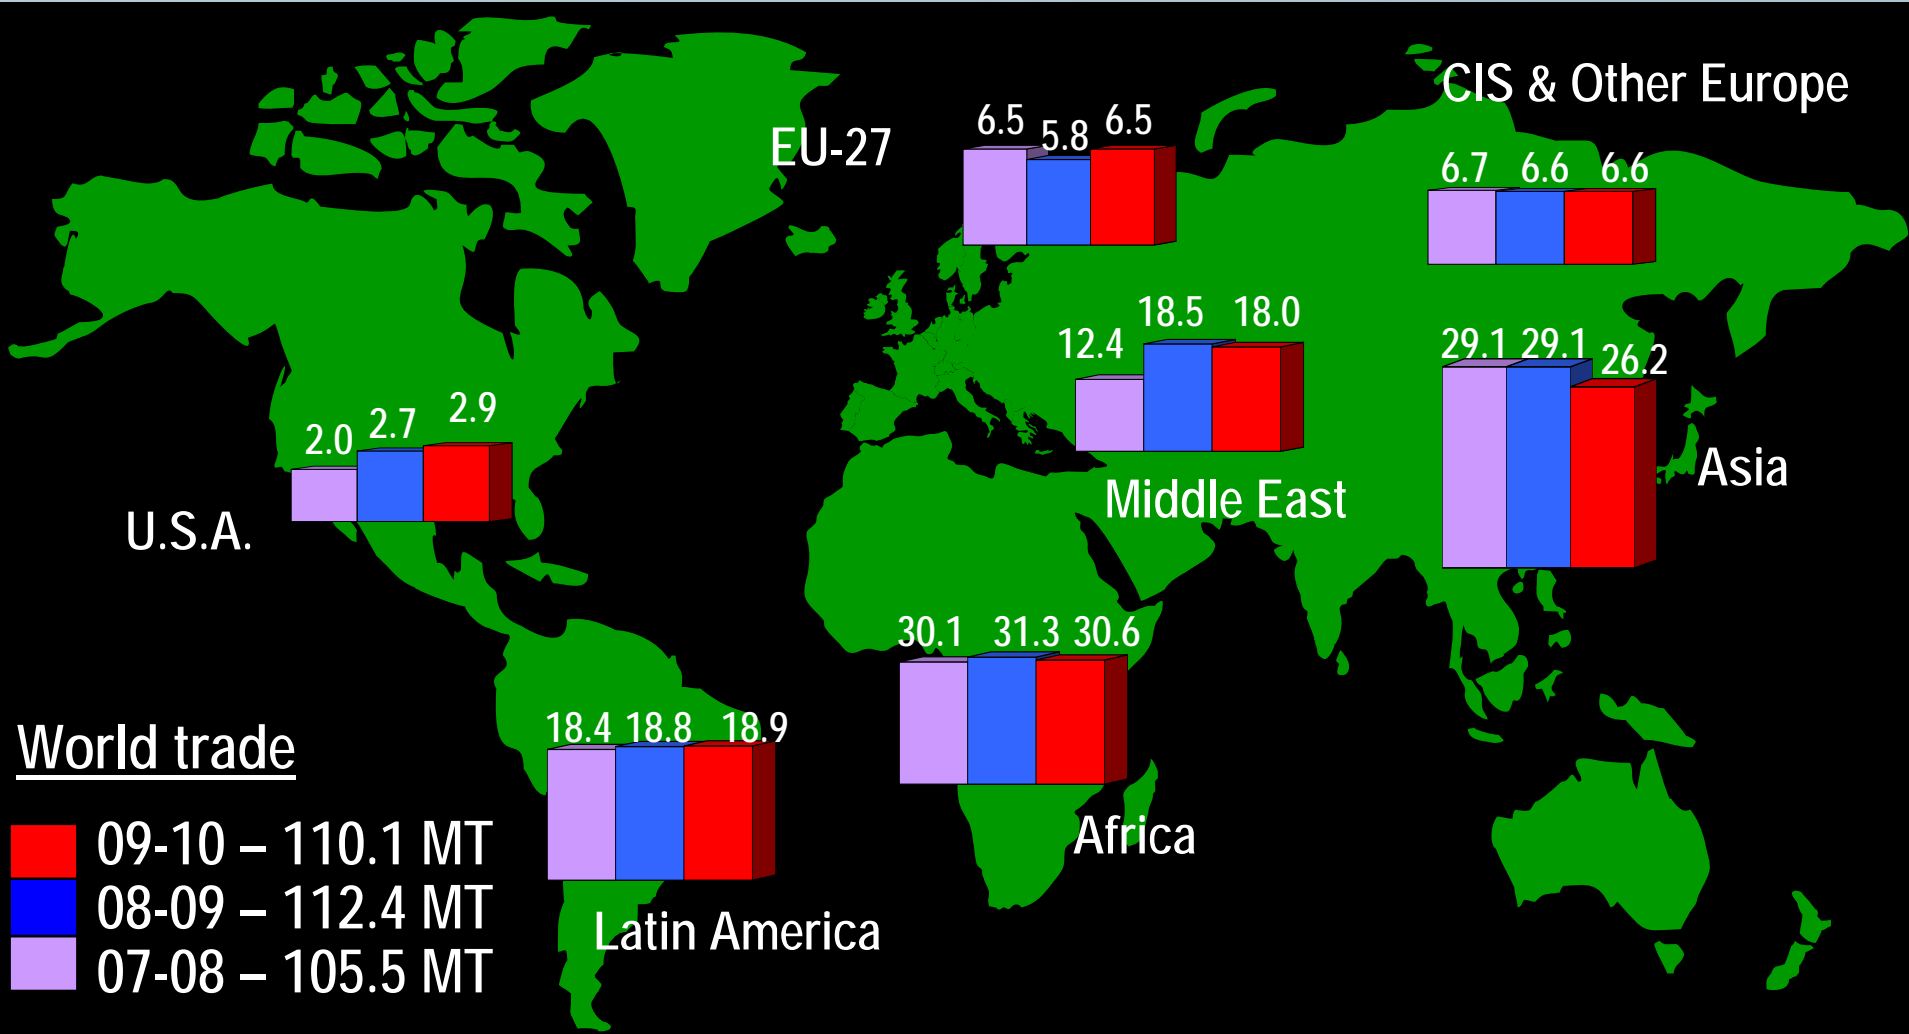 CIS & Other Europe
6.5 5.8 6.5
EU-27
6.7 6.6 6.6
12.4 18.5 18.0
29.1 29.1 26.2
2.0 2.7 2.9
Asia
Middle East
U.S.A.
30.1 31.3 30.6
18.4 18.8 18.9
World trade
09-10 – 110.1 MT
Africa
08-09 – 112.4 MT
Latin America
07-08 – 105.5 MT